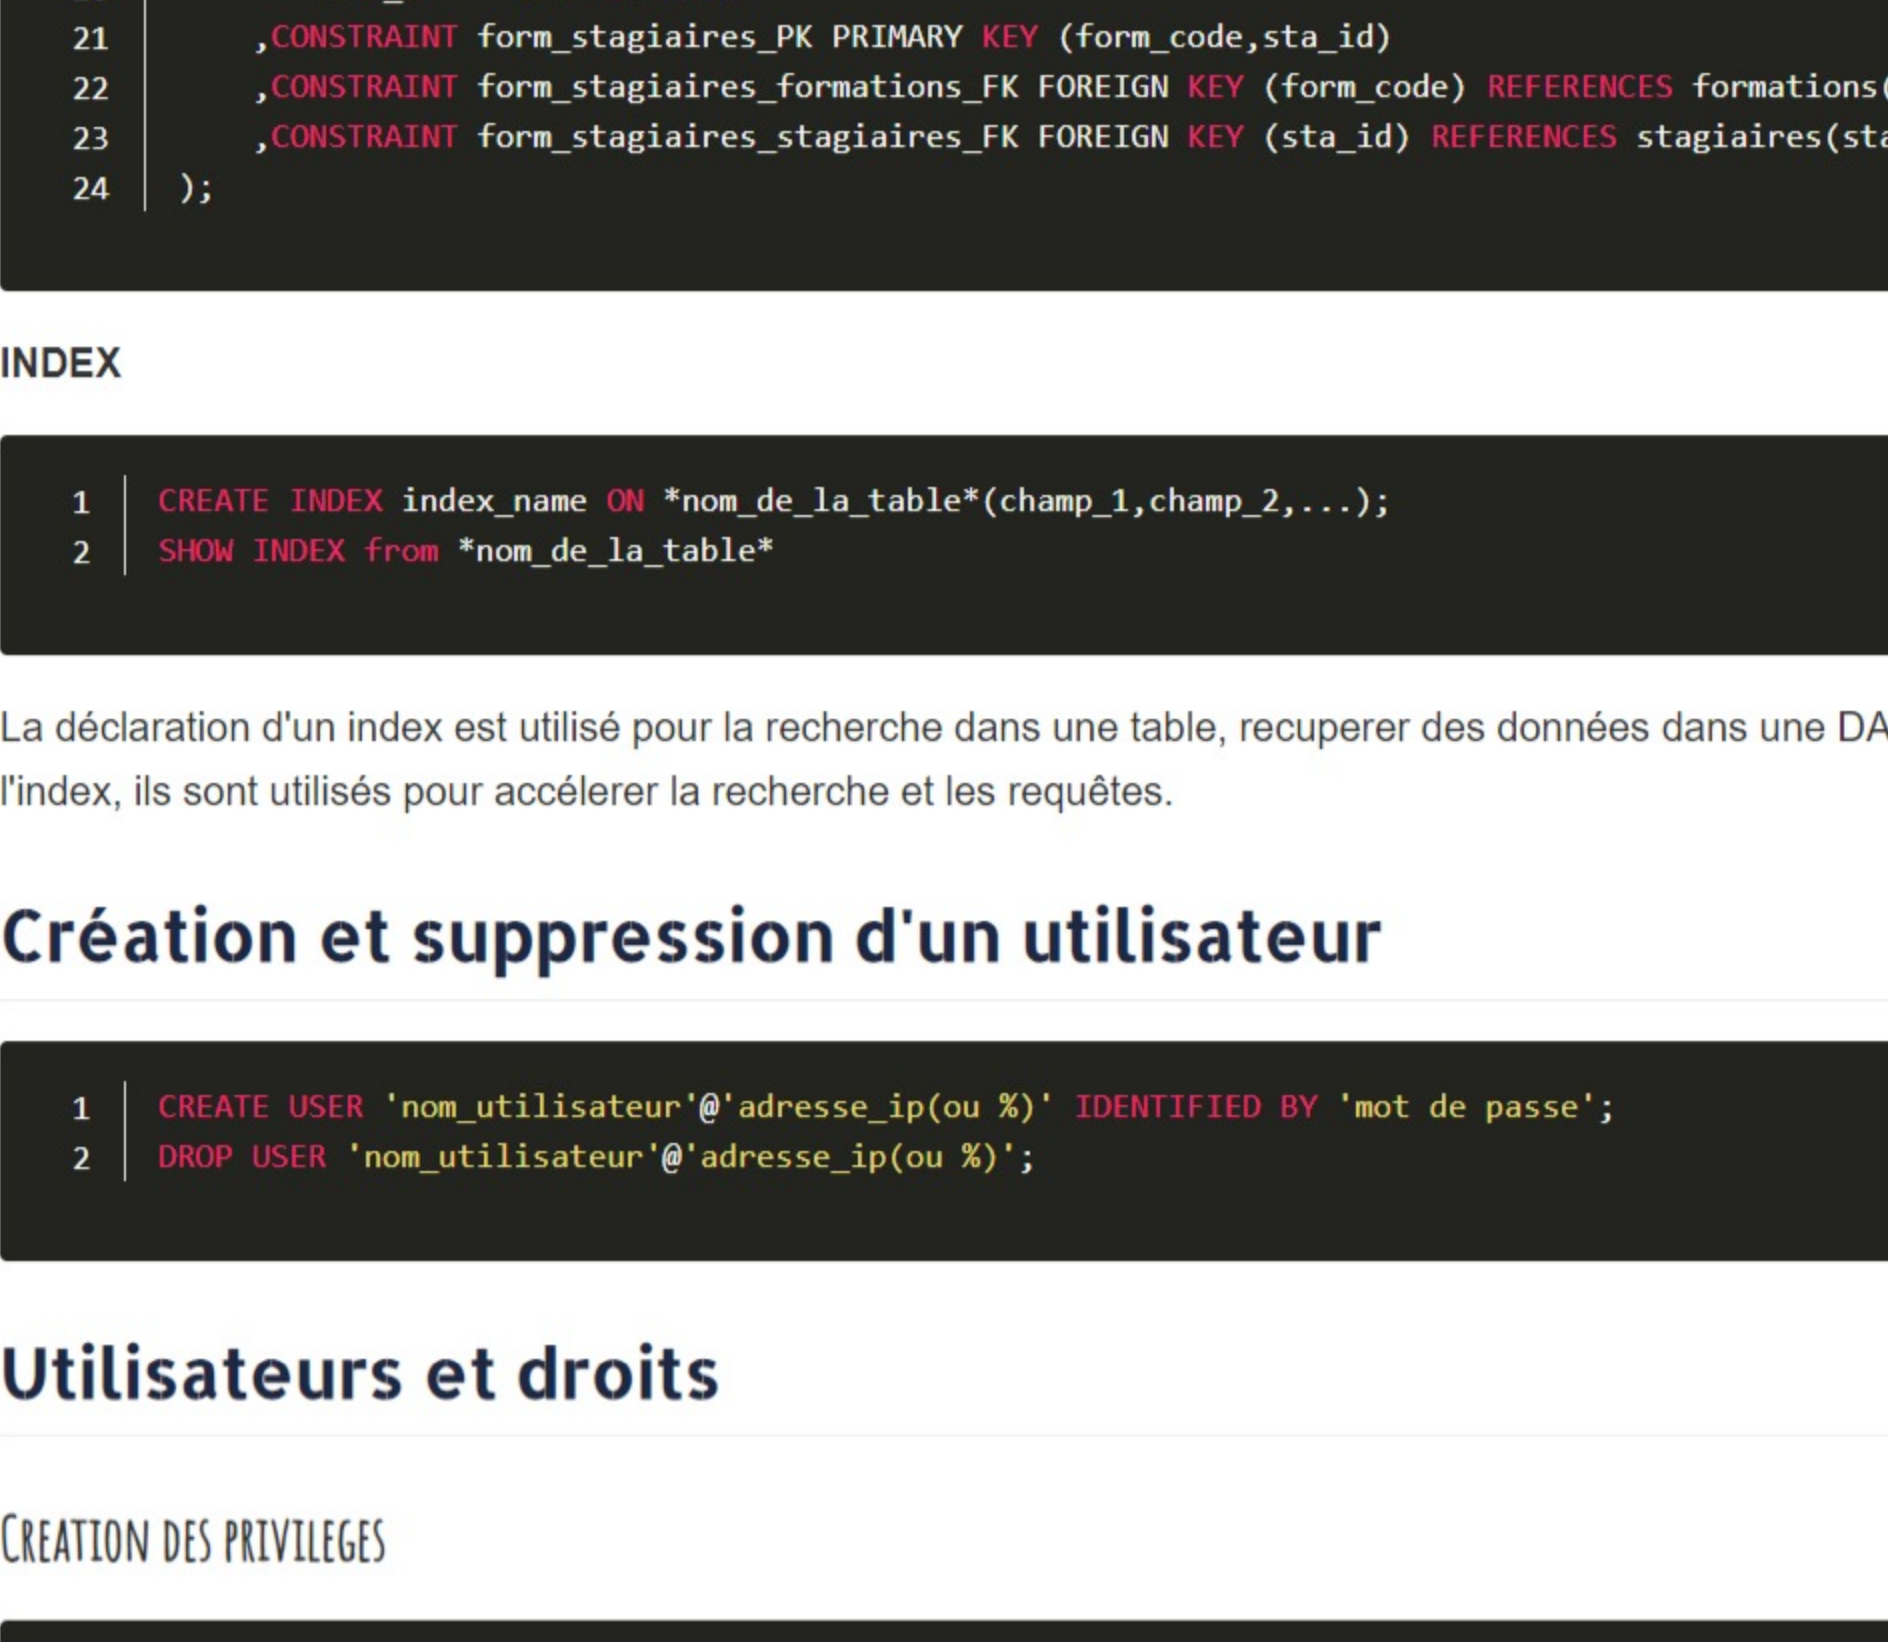 21 ,CONSTRAINT form_stagiaires_PK PRIMARY KEY (form_code,sta_id)
22 ,CONSTRAINT form_stagiaires_formations_FK FOREIGN KEY (form_code) REFERENCES formations(
23 ,CONSTRAINT form_stagiaires_stagiaires_FK FOREIGN KEY (sta_id) REFERENCES stagiaires(sta
24 );
INDEX
1 CREATE INDEX index_name ON *nom_de_la_table*(champ_1,champ_2,...);
2 SHOW INDEX from *nom_de_la_table*
La déclaration d'un index est utilisé pour la recherche dans une table, recuperer des données dans une DA
l'index, ils sont utilisés pour accélerer la recherche et les requêtes.
Création et suppression d'un utilisateur
1 CREATE USER 'nom_utilisateur'@'adresse_ip(ou %)' IDENTIFIED BY 'mot de passe';
2 DROP USER 'nom_utilisateur'@'adresse_ip(ou %)';
Utilisateurs et droits
CREATION DES PRIVILEGES